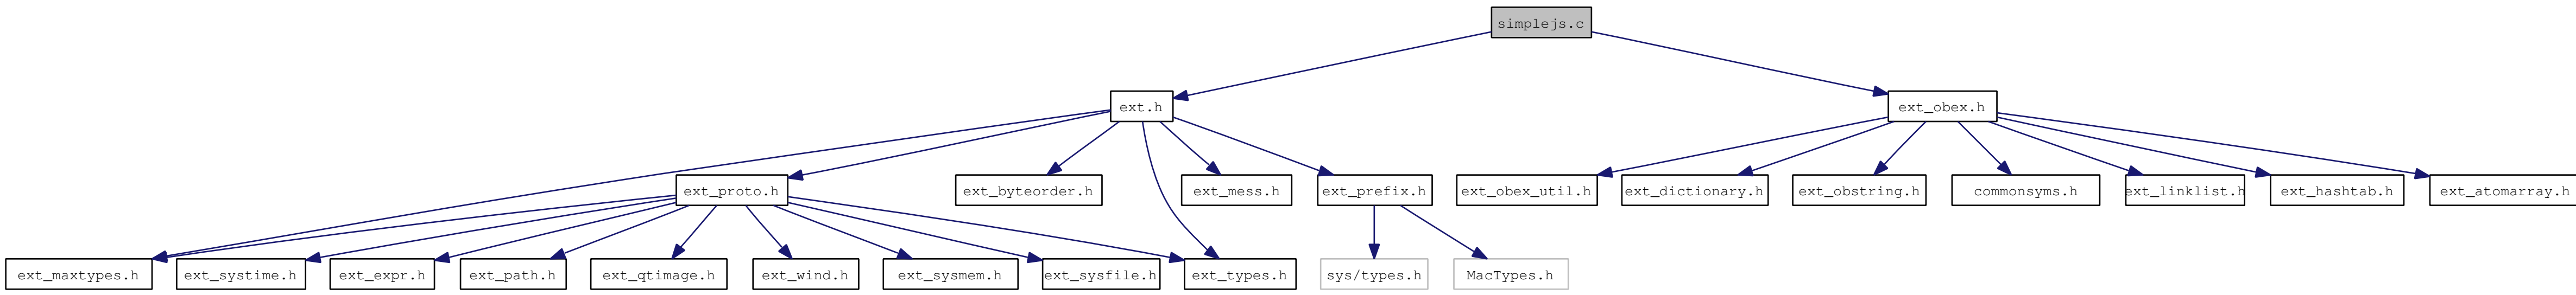 simplejs.c
ext.h
ext_obex.h
ext_proto.h
ext_byteorder.h
ext_mess.h
ext_prefix.h
ext_obex_util.h
ext_dictionary.h
ext_obstring.h
commonsyms.h
ext_linklist.h
ext_hashtab.h
ext_atomarray.h
ext_maxtypes.h
ext_systime.h
ext_expr.h
ext_path.h
ext_qtimage.h
ext_wind.h
ext_sysmem.h
ext_sysfile.h
ext_types.h
sys/types.h
MacTypes.h